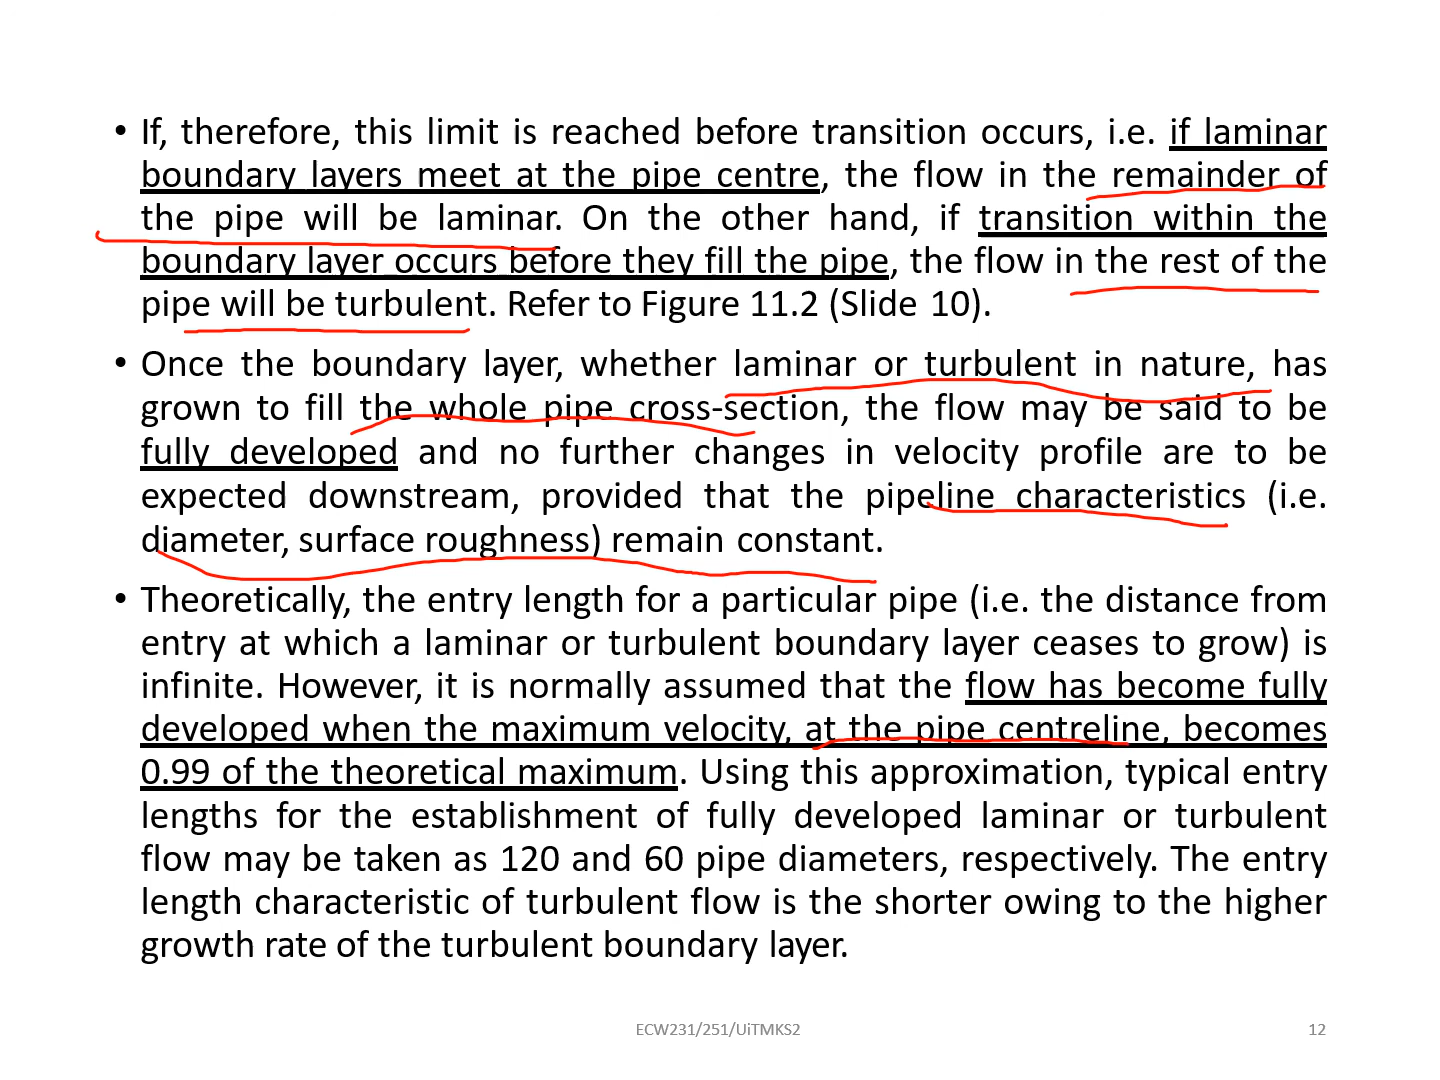 • If, therefore, this limit is reached before transition occurs, i.e. if laminar
boundary layers meet at the pipe centre, the flow in the remainder of
the pipe will be laminar. On the other hand, if transition within the
boundary layer occurs before they fill the pipe, the flow in the rest of the
pipe will be turbulent. Refer to Figure 11.2 (Slide 10).
• Once the boundary layer, whether laminar or turbulent in nature, has
grown to fill the whole pipe cross-section, the flow may be said to be
fully developed and no further changes in velocity profile are to be
expected downstream, provided that the pipeline characteristics (i.e.
diameter, surface roughness) remain constant.
• Theoretically, the entry length for a particular pipe (i.e. the distance from
entry at which a laminar or turbulent boundary layer ceases to grow) is
infinite. However, it is normally assumed that the flow has become fully
developed when the maximum velocity, at the pipe centreline, becomes
0.99 of the theoretical maximum. Using this approximation, typical entry
lengths for the establishment of fully developed laminar or turbulent
flow may be taken as 120 and 60 pipe diameters, respectively. The entry
length characteristic of turbulent flow is the shorter owing to the higher
growth rate of the turbulent boundary layer.
ECW231/251/UiTMKS2
12